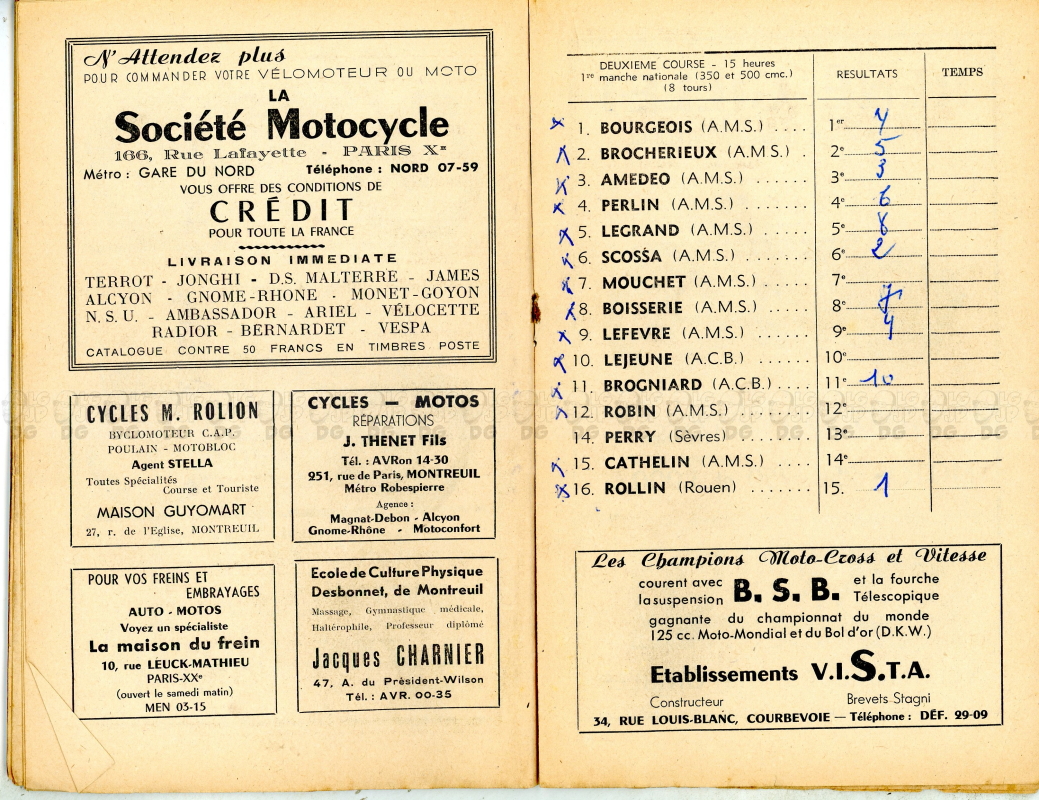 N'Attendez plus
POUR COMMANDER VOTRE VÉLOMOTEUR OU MOTO
LA
Société Motocycle
166, Rue Lafayette - PARIS Xe
Métro : GARE DU NORD Téléphone : NORD 07-59
VOUS OFFRE DES CONDITIONS DE
CRÉDIT
POUR TOUTE LA FRANCE
LIVRAISON IMMEDIATE
TERROT - JONGHI - D.S. MALTERRE - JAMES
ALCYON - GNOME-RHONE - MONET-GOYON
N. S. U. - AMBASSADOR - ARIEL - VÉLOCETTE
RADIOR - BERNARDET - VESPA
CATALOGUE CONTRE 50 FRANCS EN TIMBRES POSTE
CYCLES M. ROLION
BYCLOMOTEUR C.A.P.
POULAIN - MOTOBLOC
Agent STELLA
Toutes Spécialités
Course et Touriste
MAISON GUYOMART
27, r. de l'Eglise, MONTREUIL
CYCLES — MOTOS
RÉPARATIONS
J. THENET Fils
Tél. : AVRon 14-30
251, rue de Paris, MONTREUIL
Métro Robespierre
Agence :
Magnat-Debon - Alcyon
Gnome-Rhône - Motoconfort
POUR VOS FREINS ET
EMBRAYAGES
AUTO - MOTOS
Voyez un spécialiste
La maison du frein
10, rue LEUCK-MATHIEU
PARIS-XXe
(ouvert le samedi matin)
MEN 03-15
Ecole de Culture Physique
Desbonnet, de Montreuil
Massage, Gymnastique médicale,
Haltérophile, Professeur diplômé
Jacques CHARNIER
47, A. du Président-Wilson
Tél. : AVR. 00-35
DEUXIEME COURSE - 15 heures
1re manche nationale (350 et 500 cmc.)
(8 tours)
RESULTATS
TEMPS
1. BOURGEOIS (A.M.S.) .... 1er
2. BROCHERIEUX (A.M S.) . 2e 5
3. AMEDEO (A.M.S.) ...... 3e 3
4. PERLIN (A.M.S.) ....... 4e 6
5. LEGRAND (A.M.S.) ..... 5e 8
6. SCOSSA (A.M.S.) ....... 6e 2
7. MOUCHET (A.M.S.) ..... 7e
8. BOISSERIE (A.M.S.) ..... 8e
9. LEFEVRE (A.M.S.) ...... 9e 4
10. LEJEUNE (A.C.B.) ...... 10e
11. BROGNIARD (A.C.B.) .... 11e 10
12. ROBIN (A.M.S.) ........ 12e
14. PERRY (Sèvres) ........ 13e
15. CATHELIN (A.M.S.) ..... 14e
16. ROLLIN (Rouen) ....... 15. 1
Les Champions Moto-Cross et Vitesse
courent avec la suspension B. S. B. et la fourche Télescopique
gagnante du championnat du monde
125 cc. Moto-Mondial et du Bol d'or (D.K.W.)
Etablissements V.I.S.T.A.
Constructeur Brevets Stagni
34, RUE LOUIS-BLANC, COURBEVOIE — Téléphone : DÉF. 29-09